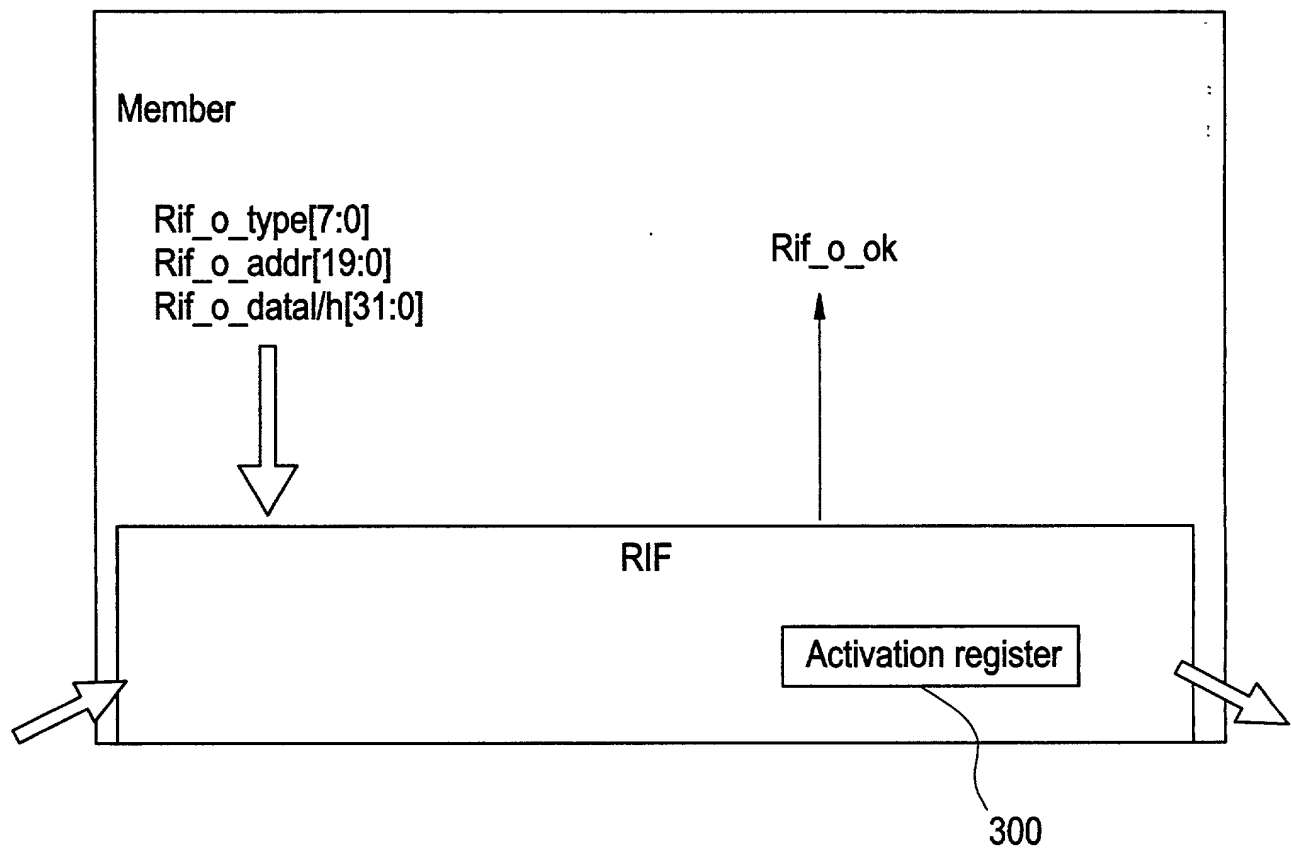 Member
Rif_o_type[7:0]
Rif_o_addr[19:0]
Rif_o_datal/h[31:0]
Rif_o_ok
RIF
Activation register
300